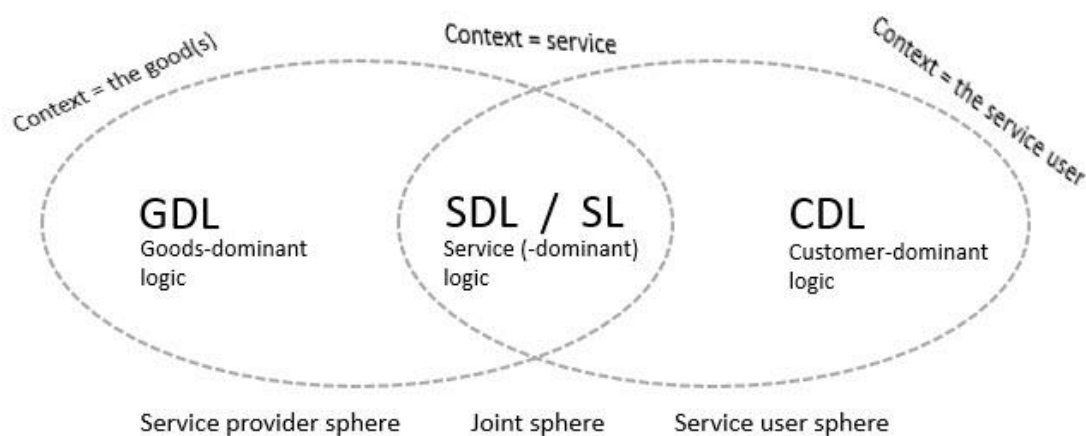 Context = the good(s)
Context = service
Context = the service user
GDL
Goods-dominant
logic
SDL / SL
Service (-dominant)
logic
CDL
Customer-dominant
logic
Service provider sphere
Joint sphere
Service user sphere